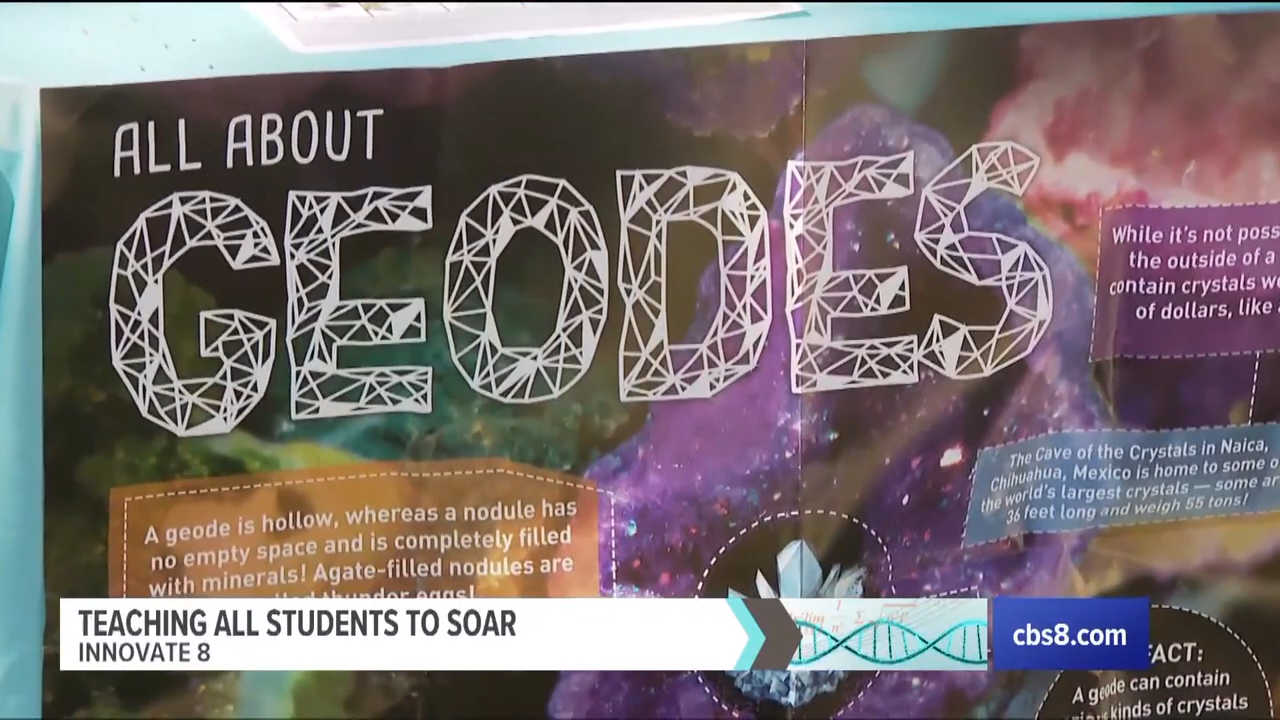 ALL ABOUT
GEODES
While it's not poss
the outside of a
contain crystals wo
of dollars, like
The Cave of the Crystals in Naica,
Chihuahua, Mexico is home to some o
the world's largest crystals — some ar
36 feet long and weigh 55 tons!
A geode is hollow, whereas a nodule has
no empty space and is completely filled
with minerals! Agate-filled nodules are
thunder eggs!
TEACHING ALL STUDENTS TO SOAR
INNOVATE 8
cbs8.com
FACT:
A geode can contain
kinds of crystals